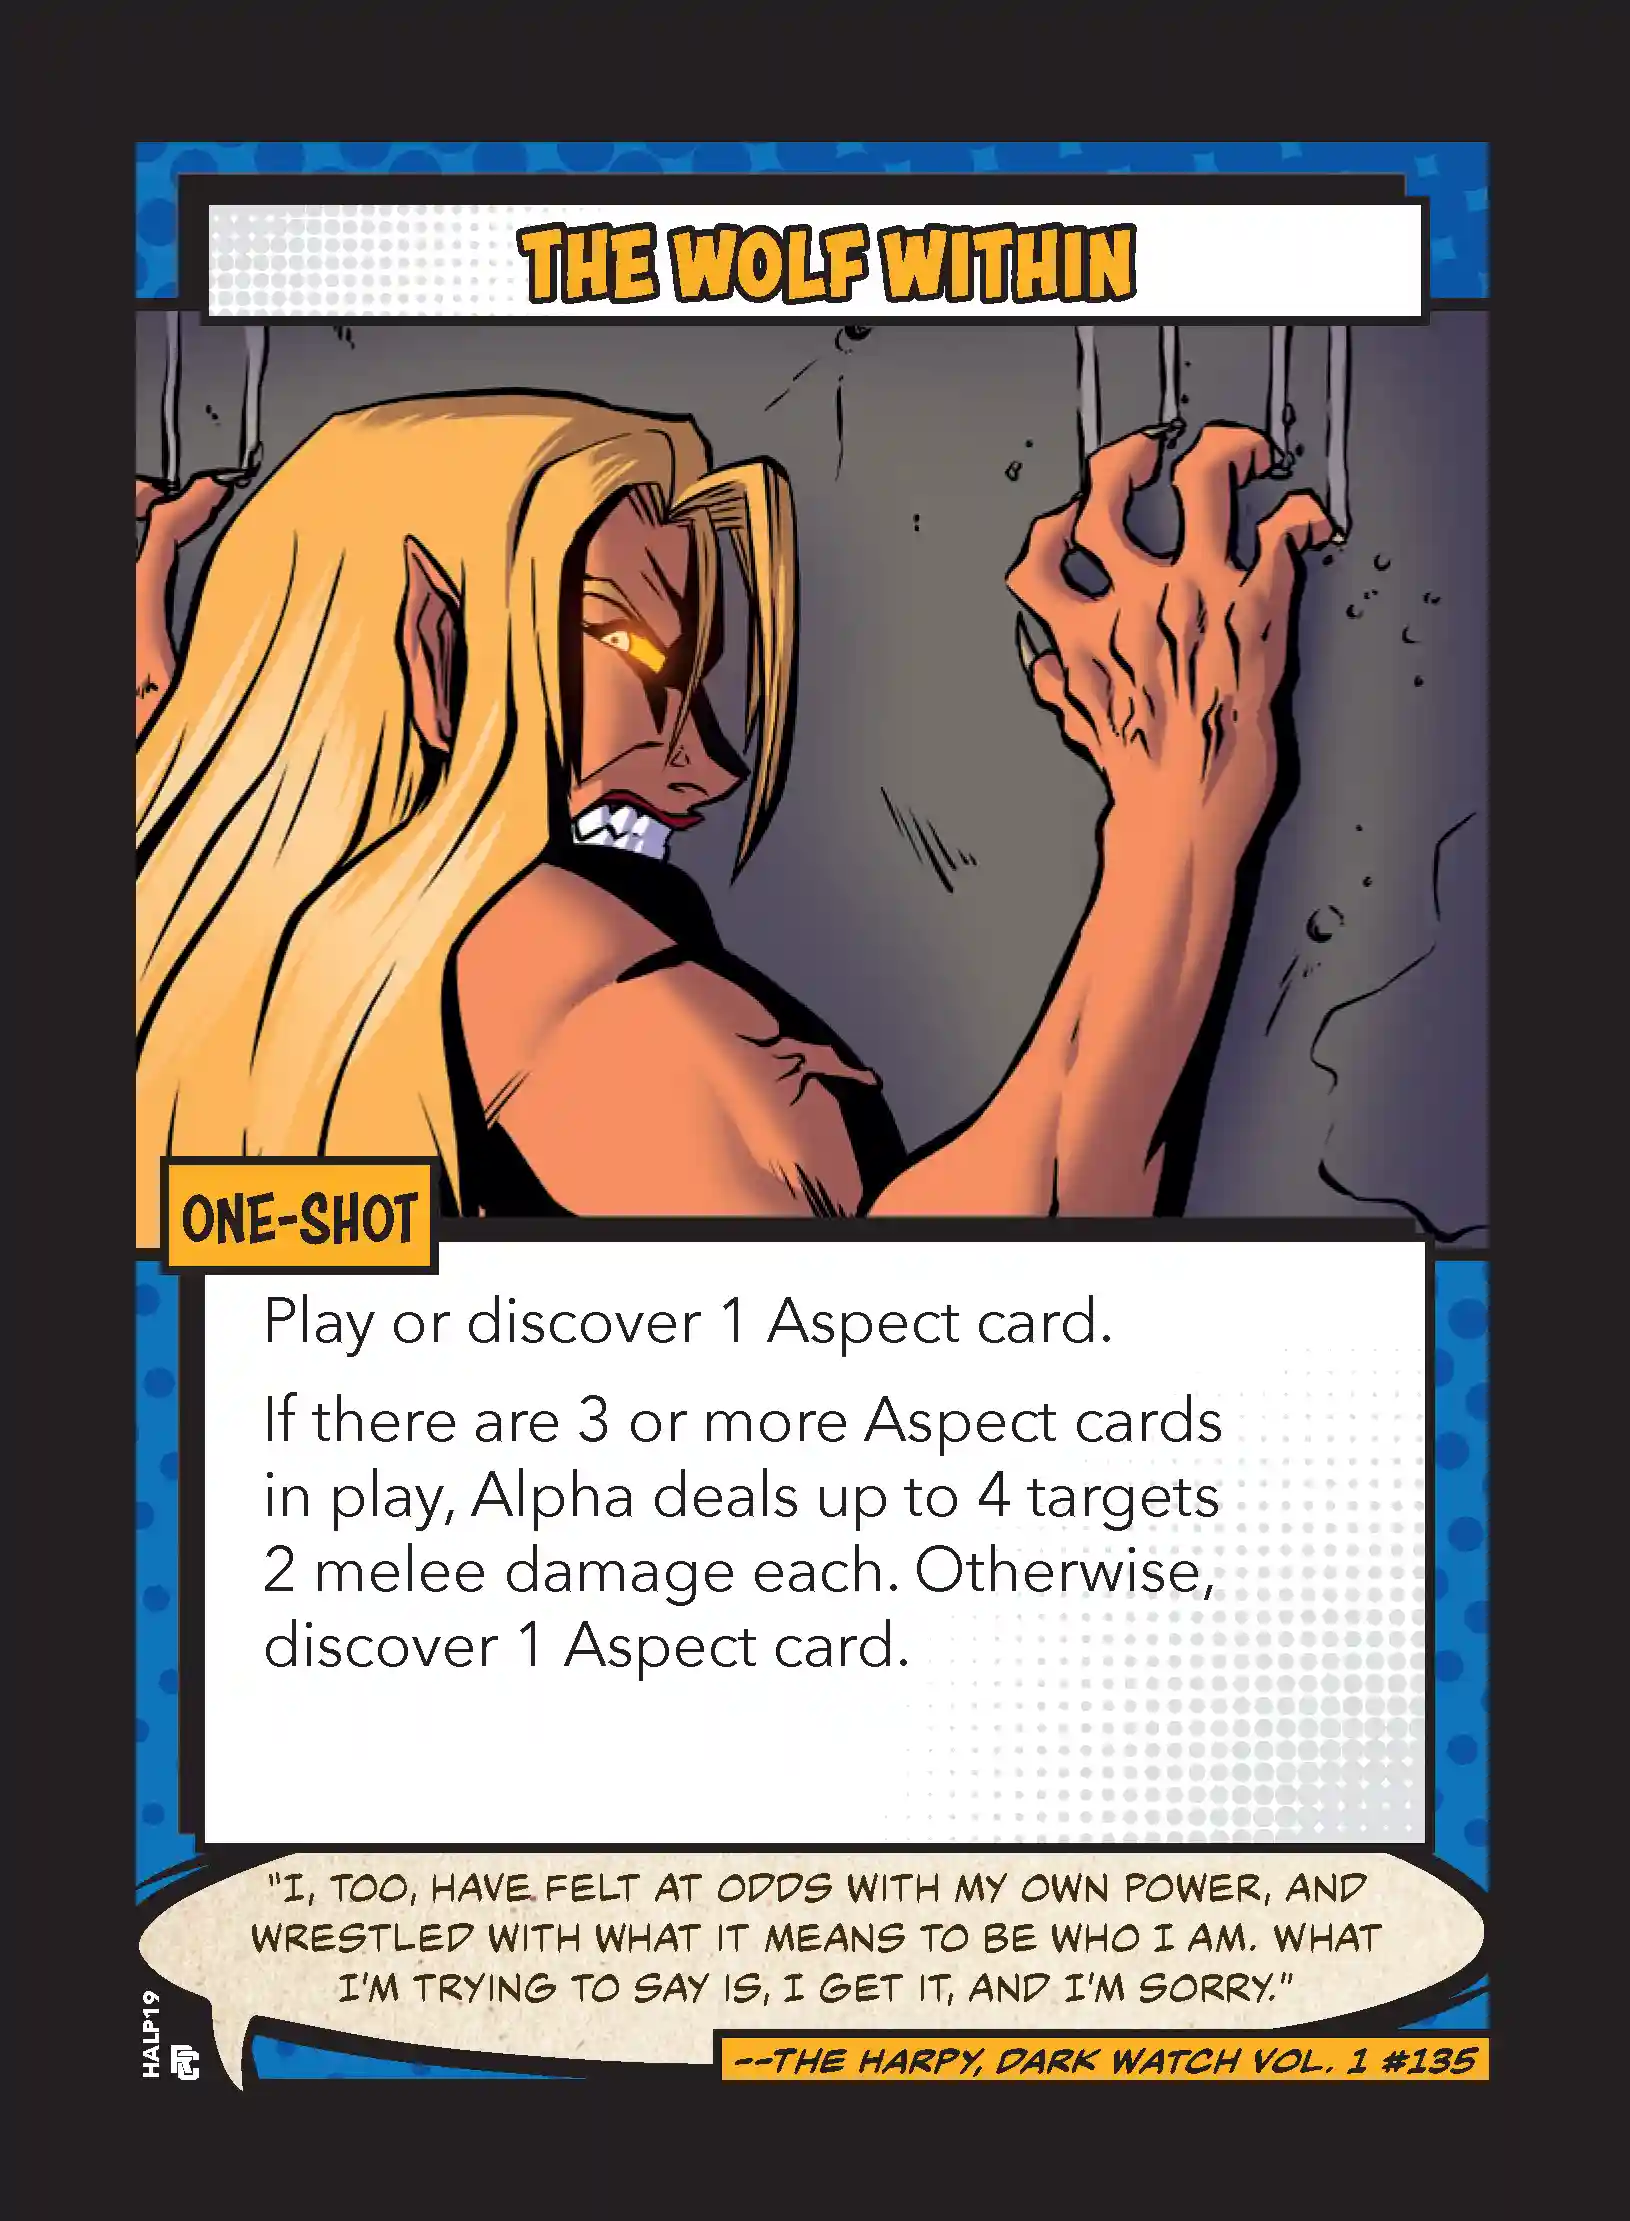 THE WOLF WITHIN
ONE-SHOT
Play or discover 1 Aspect card.
If there are 3 or more Aspect cards
in play, Alpha deals up to 4 targets
2 melee damage each. Otherwise,
discover 1 Aspect card.
"I, TOO, HAVE FELT AT ODDS WITH MY OWN POWER, AND
WRESTLED WITH WHAT IT MEANS TO BE WHO I AM. WHAT
I'M TRYING TO SAY IS, I GET IT, AND I'M SORRY."
--THE HARPY, DARK WATCH VOL. 1 #135
HALP19